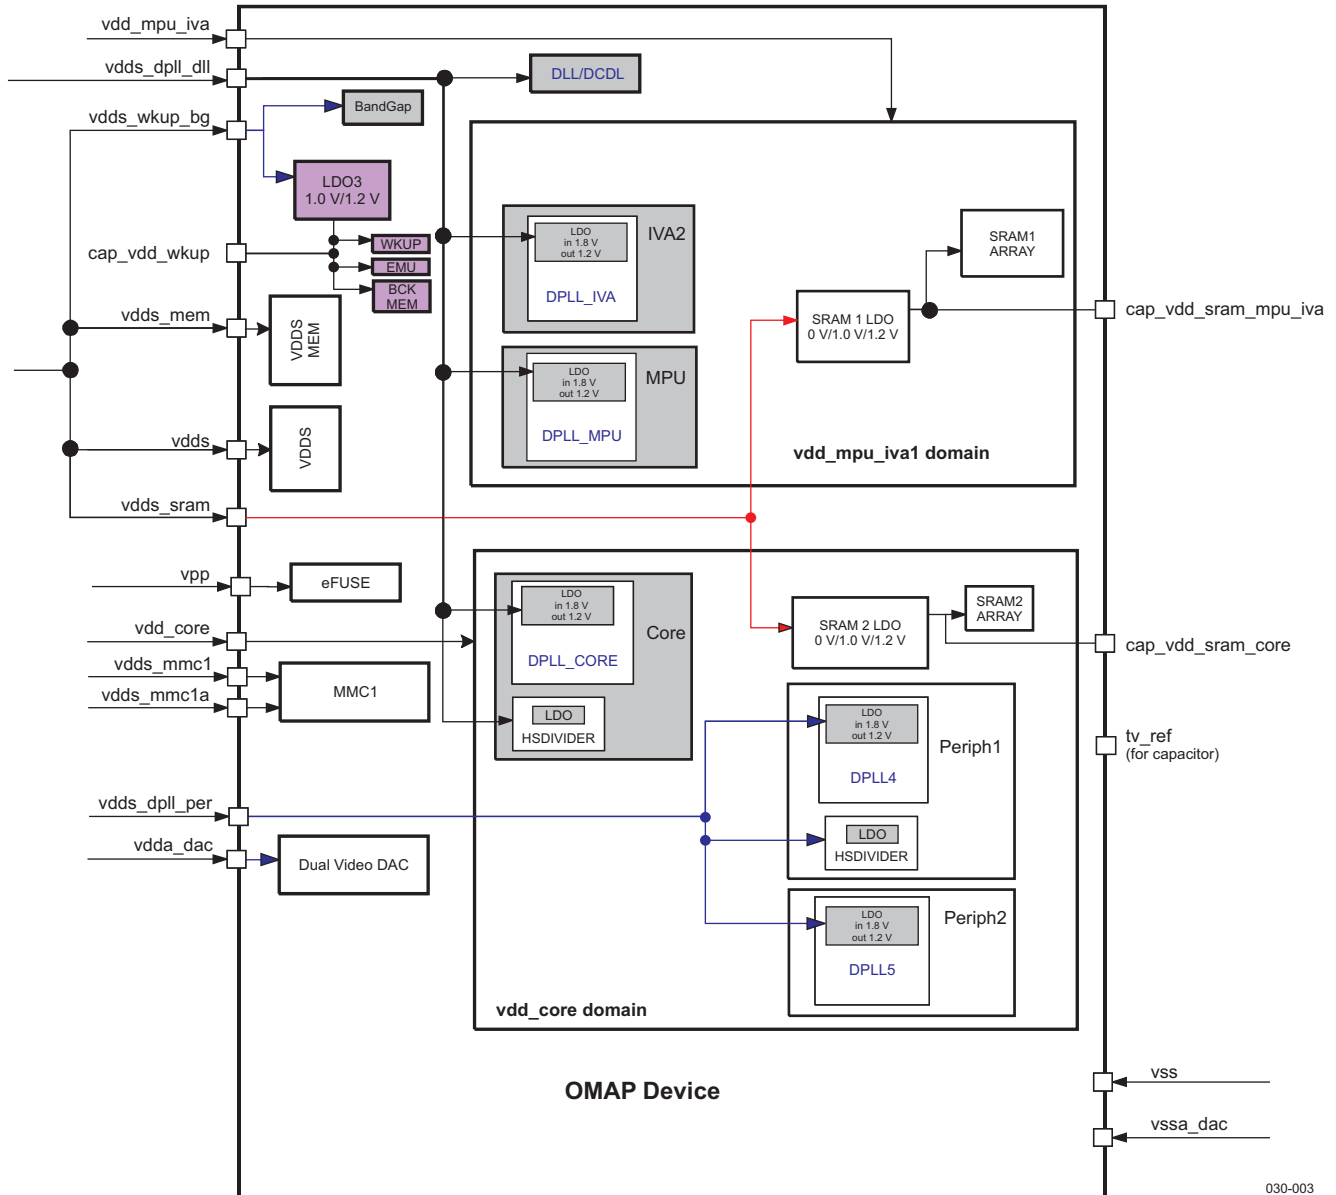 vdd_mpu_iva
vdds_dpll_dll
DLL/DCDL
vdds_wkup_bg
BandGap
LDO3
1.0 V/1.2 V
cap_vdd_wkup
WKUP
EMU
BCK
MEM
vdds_mem
VDDS
MEM
vdds
VDDS
vdds_sram
LDO
in 1.8 V
out 1.2 V
IVA2
DPLL_IVA
LDO
in 1.8 V
out 1.2 V
MPU
DPLL_MPU
SRAM1
ARRAY
SRAM 1 LDO
0 V/1.0 V/1.2 V
cap_vdd_sram_mpu_iva
vdd_mpu_iva1 domain
vpp
eFUSE
vdd_core
vdds_mmc1
vdds_mmc1a
MMC1
LDO
in 1.8 V
out 1.2 V
Core
DPLL_CORE
LDO
HSDIVIDER
SRAM 2 LDO
0 V/1.0 V/1.2 V
SRAM2
ARRAY
cap_vdd_sram_core
tv_ref
(for capacitor)
LDO
in 1.8 V
out 1.2 V
Periph1
DPLL4
LDO
HSDIVIDER
vdds_dpll_per
vdda_dac
Dual Video DAC
LDO
in 1.8 V
out 1.2 V
Periph2
DPLL5
vdd_core domain
OMAP Device
vss
vssa_dac
030-003